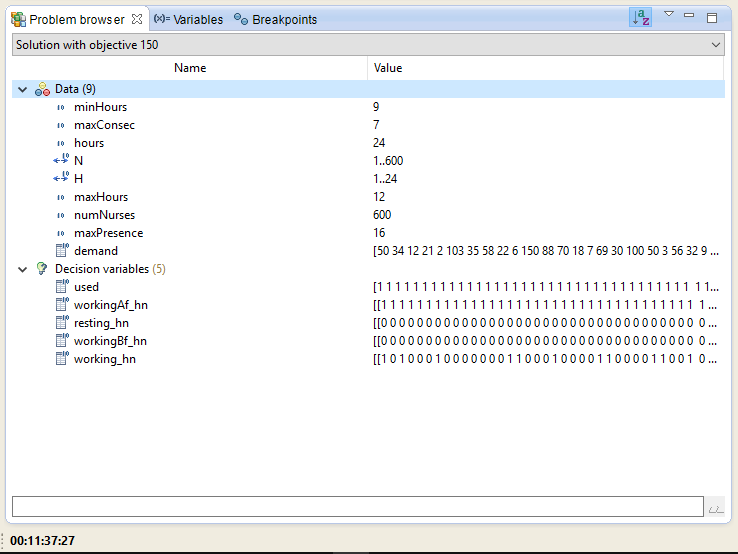 Problem browser (x)= Variables Breakpoints
Solution with objective 150
Name Value
Data (9)
minHours 9
maxConsec 7
hours 24
N 1..600
H 1..24
maxHours 12
numNurses 600
maxPresence 16
demand [50 34 12 21 2 103 35 58 22 6 150 88 70 18 7 69 30 100 50 3 56 32 9 ...
Decision variables (5)
used [1 1 1 1 1 1 1 1 1 1 1 1 1 1 1 1 1 1 1 1 1 1 1 1 1 1 1 1 1 1 1 1 1 1 1 1 1...
workingAf_hn [[1 1 1 1 1 1 1 1 1 1 1 1 1 1 1 1 1 1 1 1 1 1 1 1 1 1 1 1 1 1 1 1 1 1 1 1 ...
resting_hn [[0 0 0 0 0 0 0 0 0 0 0 0 0 0 0 0 0 0 0 0 0 0 0 0 0 0 0 0 0 0 0 0 0 0 0 0 ...
workingBf_hn [[0 0 0 0 0 0 0 0 0 0 0 0 0 0 0 0 0 0 0 0 0 0 0 0 0 0 0 0 0 0 0 0 0 0 0 0 ...
working_hn [[1 0 1 0 0 0 1 0 0 0 0 0 0 0 1 1 0 0 0 1 0 0 0 0 1 1 0 0 0 0 1 1 0 0 1 0 ...
00:11:37:27